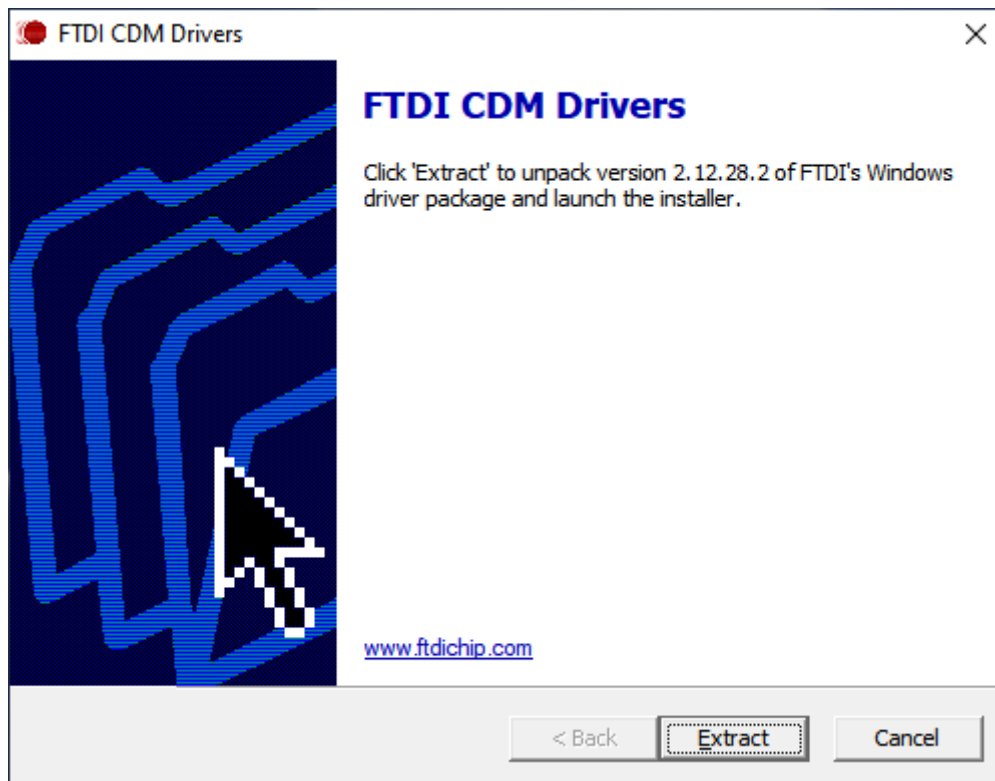 FTDI CDM Drivers
FTDI CDM Drivers
Click 'Extract' to unpack version 2.12.28.2 of FTDI's Windows
driver package and launch the installer.
www.ftdichip.com
< Back Extract Cancel